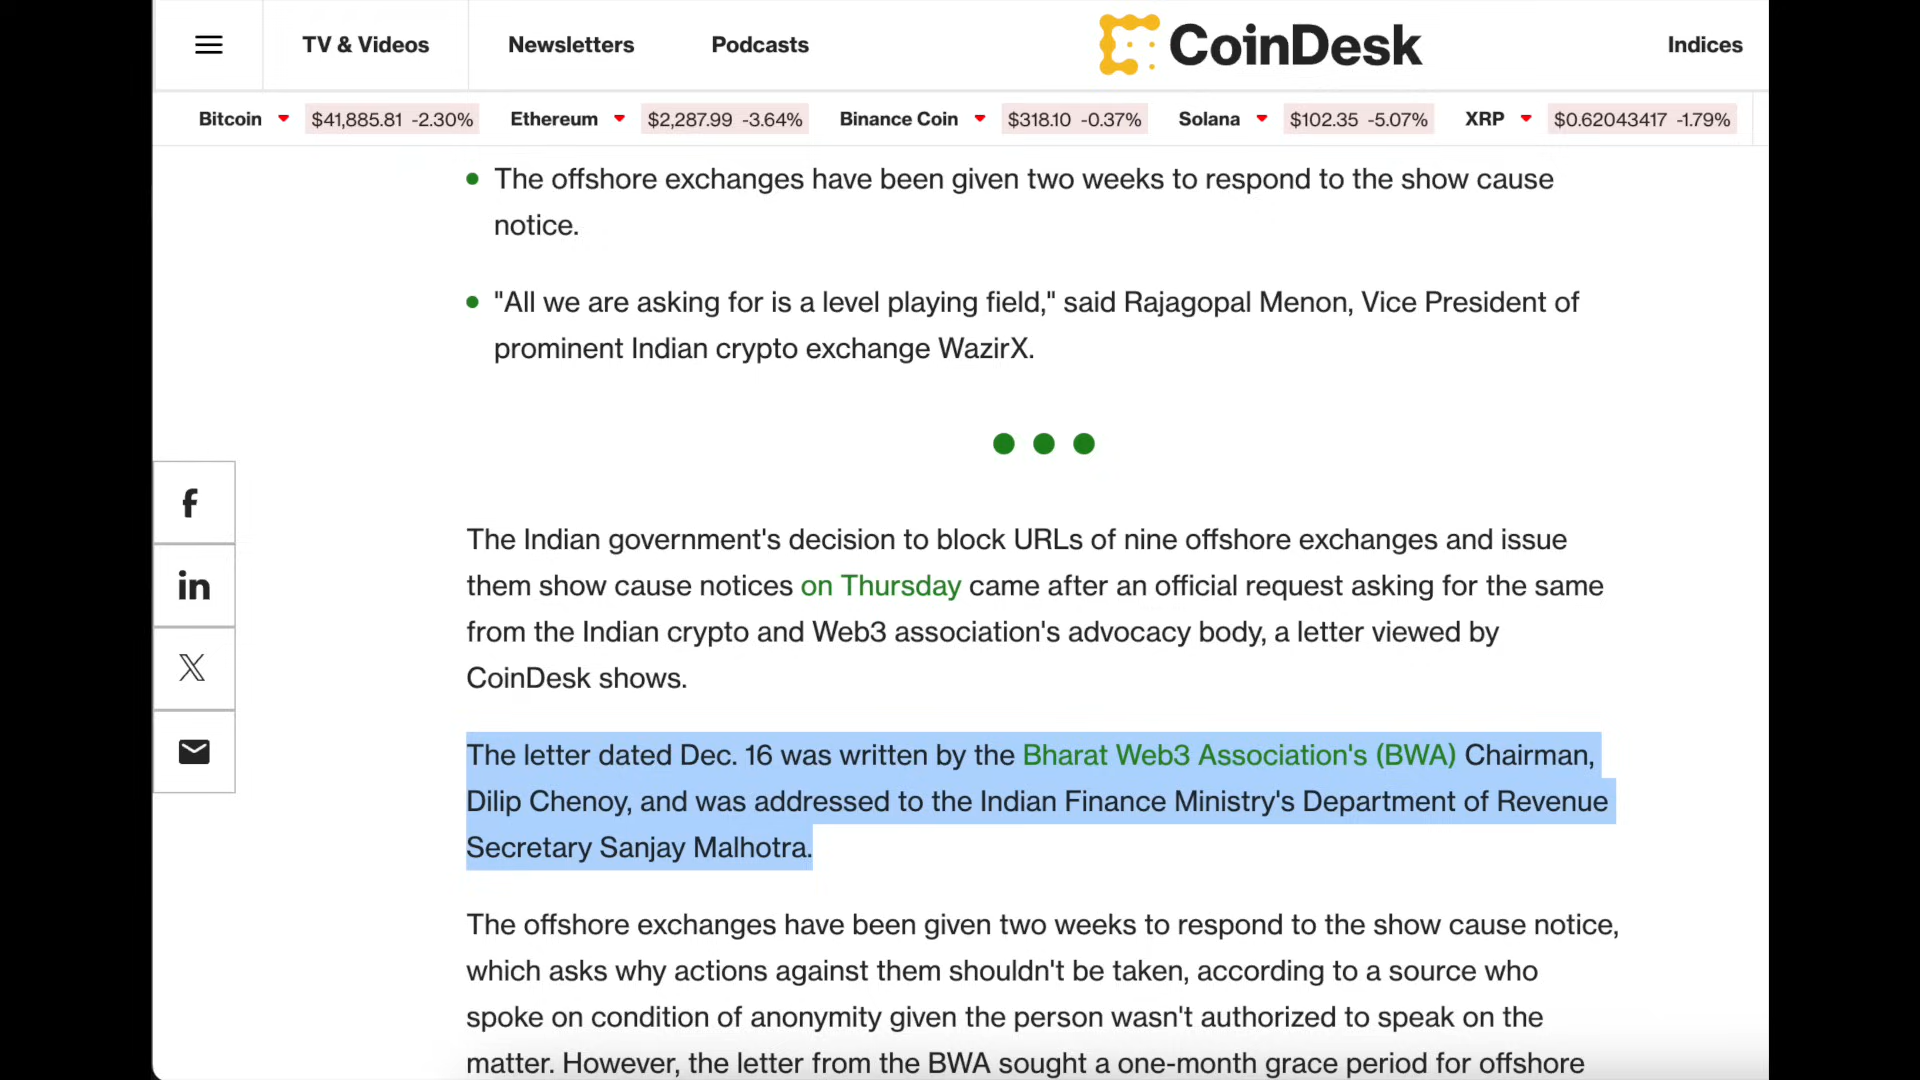 TV & Videos
Newsletters
Podcasts
CoinDesk
Indices
Bitcoin $41,885.81 -2.30% Ethereum $2,287.99 -3.64% Binance Coin $318.10 -0.37% Solana $102.35 -5.07% XRP $0.62043417 -1.79%
The offshore exchanges have been given two weeks to respond to the show cause
notice.
"All we are asking for is a level playing field," said Rajagopal Menon, Vice President of
prominent Indian crypto exchange WazirX.
f
in
X
The Indian government's decision to block URLs of nine offshore exchanges and issue
them show cause notices on Thursday came after an official request asking for the same
from the Indian crypto and Web3 association's advocacy body, a letter viewed by
CoinDesk shows.
The letter dated Dec. 16 was written by the Bharat Web3 Association's (BWA) Chairman,
Dilip Chenoy, and was addressed to the Indian Finance Ministry's Department of Revenue
Secretary Sanjay Malhotra.
The offshore exchanges have been given two weeks to respond to the show cause notice,
which asks why actions against them shouldn't be taken, according to a source who
spoke on condition of anonymity given the person wasn't authorized to speak on the
matter. However, the letter from the BWA sought a one-month grace period for offshore